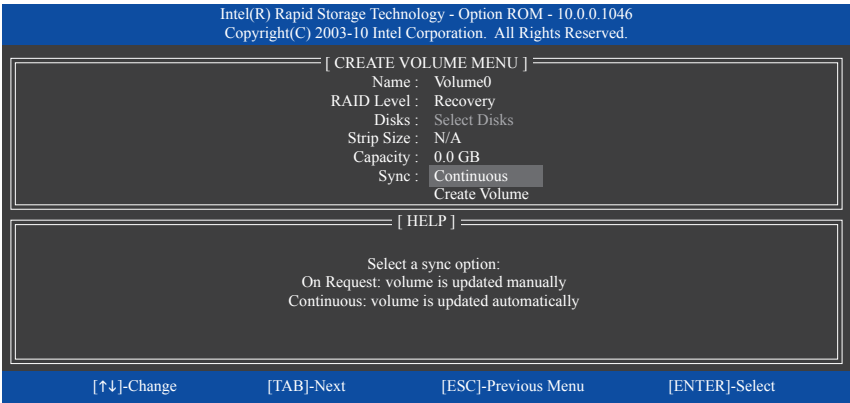 Intel(R) Rapid Storage Technology - Option ROM - 10.0.0.1046
Copyright(C) 2003-10 Intel Corporation. All Rights Reserved.
[ CREATE VOLUME MENU ]
Name : Volume0
RAID Level : Recovery
Disks : Select Disks
Strip Size : N/A
Capacity : 0.0 GB
Sync : Continuous
Create Volume
[ HELP ]
Select a sync option:
On Request: volume is updated manually
Continuous: volume is updated automatically
[↑↓]-Change [TAB]-Next [ESC]-Previous Menu [ENTER]-Select